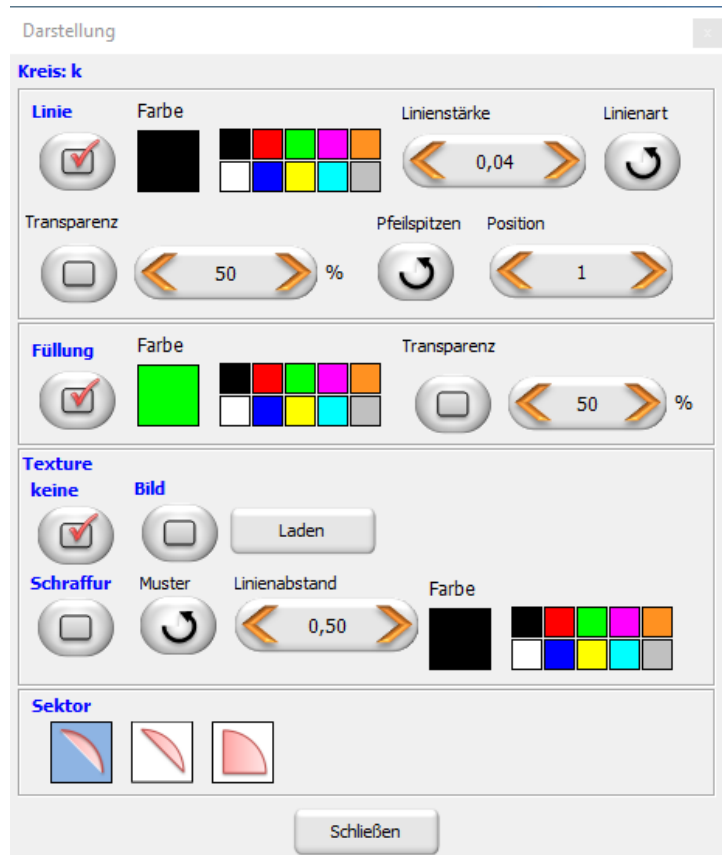 Darstellung
x
Kreis: k
Linie Farbe Linienstärke Linienart
0,04
Transparenz Pfeilspitzen Position
50 % 1
Füllung Farbe Transparenz
50 %
Texture
keine Bild
Laden
Schraffur Muster Linienabstand Farbe
0,50
Sektor
Schließen